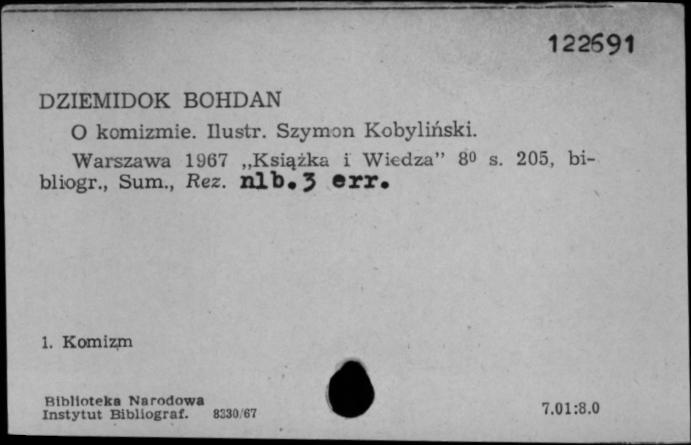 122691
DZIEMIDOK BOHDAN
O komizmie. Ilustr. Szymon Kobyliński.
Warszawa 1967 „Książka i Wiedza” 8⁰ s. 205, bi-
bliogr., Sum., Rez. nlb.3 err.
1. Komizm
Biblioteka Narodowa
Instytut Bibliograf. 8330/67
7.01:8.0